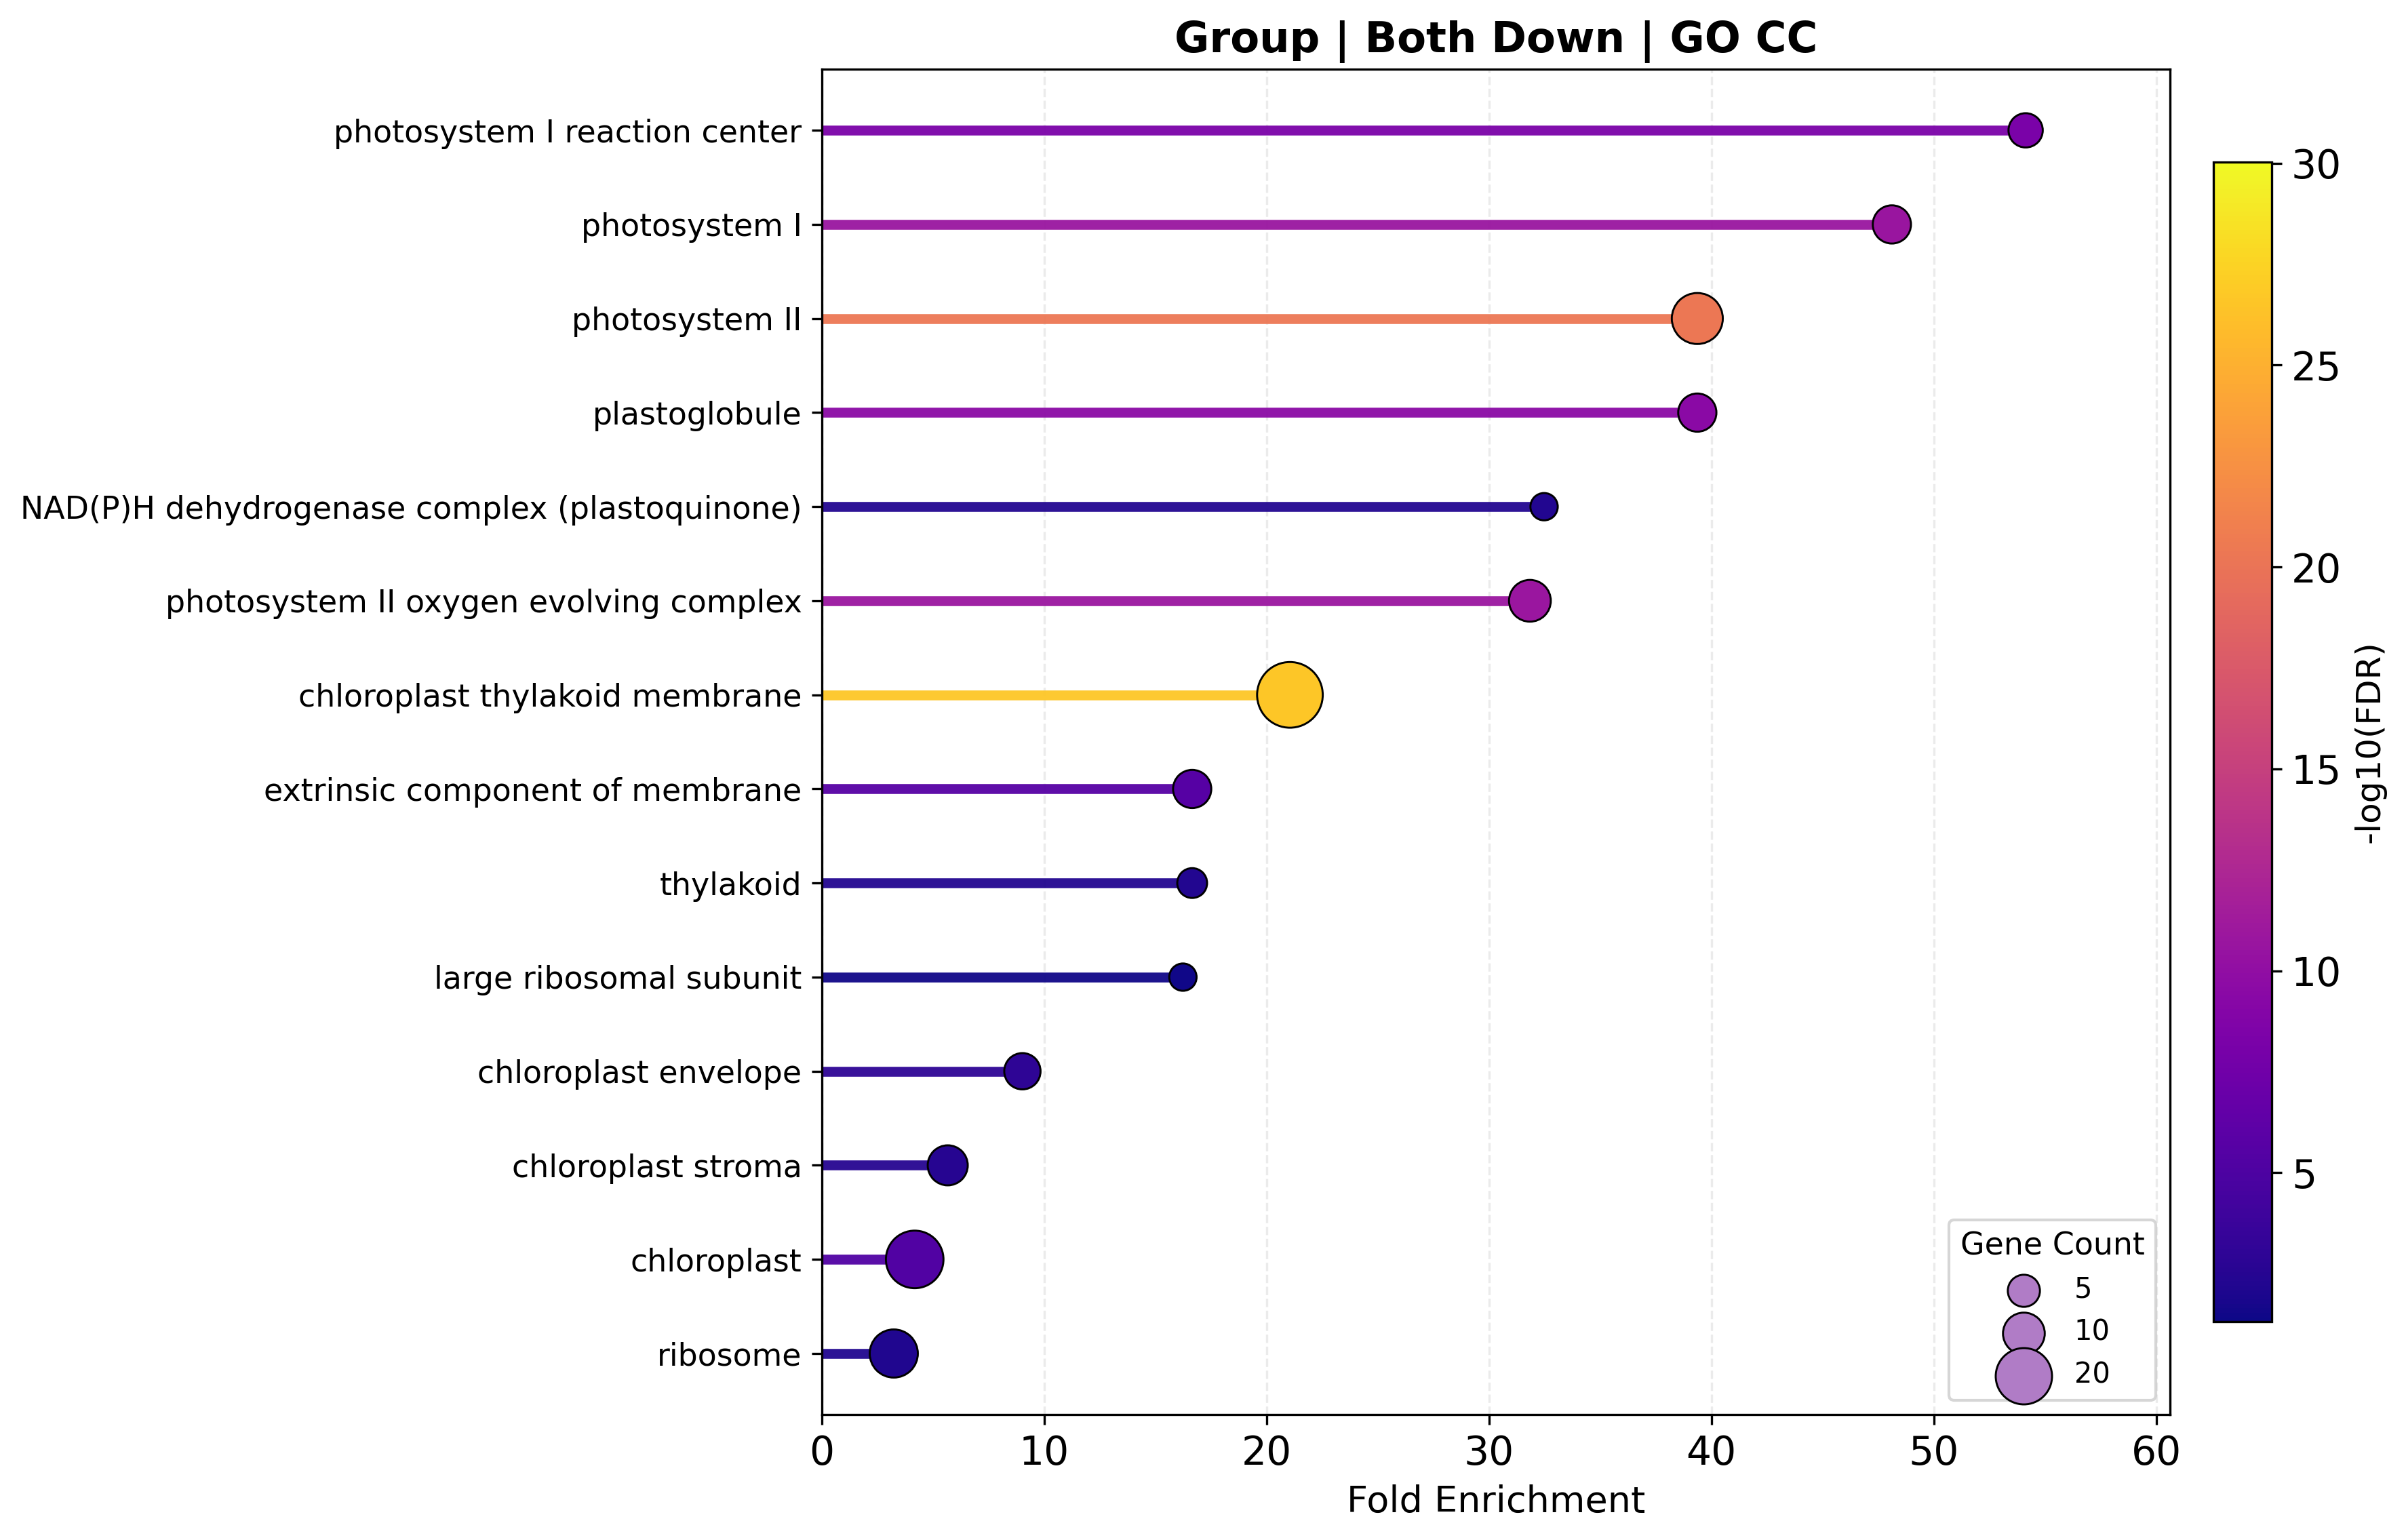 Group | Both Down | GO CC
photosystem I reaction center
photosystem I
photosystem II
plastoglobule
NAD(P)H dehydrogenase complex (plastoquinone)
photosystem II oxygen evolving complex
chloroplast thylakoid membrane
extrinsic component of membrane
thylakoid
large ribosomal subunit
chloroplast envelope
chloroplast stroma
chloroplast
ribosome
0 10 20 30 40 50 60
Fold Enrichment
Gene Count
5
10
20
30
25
20
15
10
5
-log10(FDR)